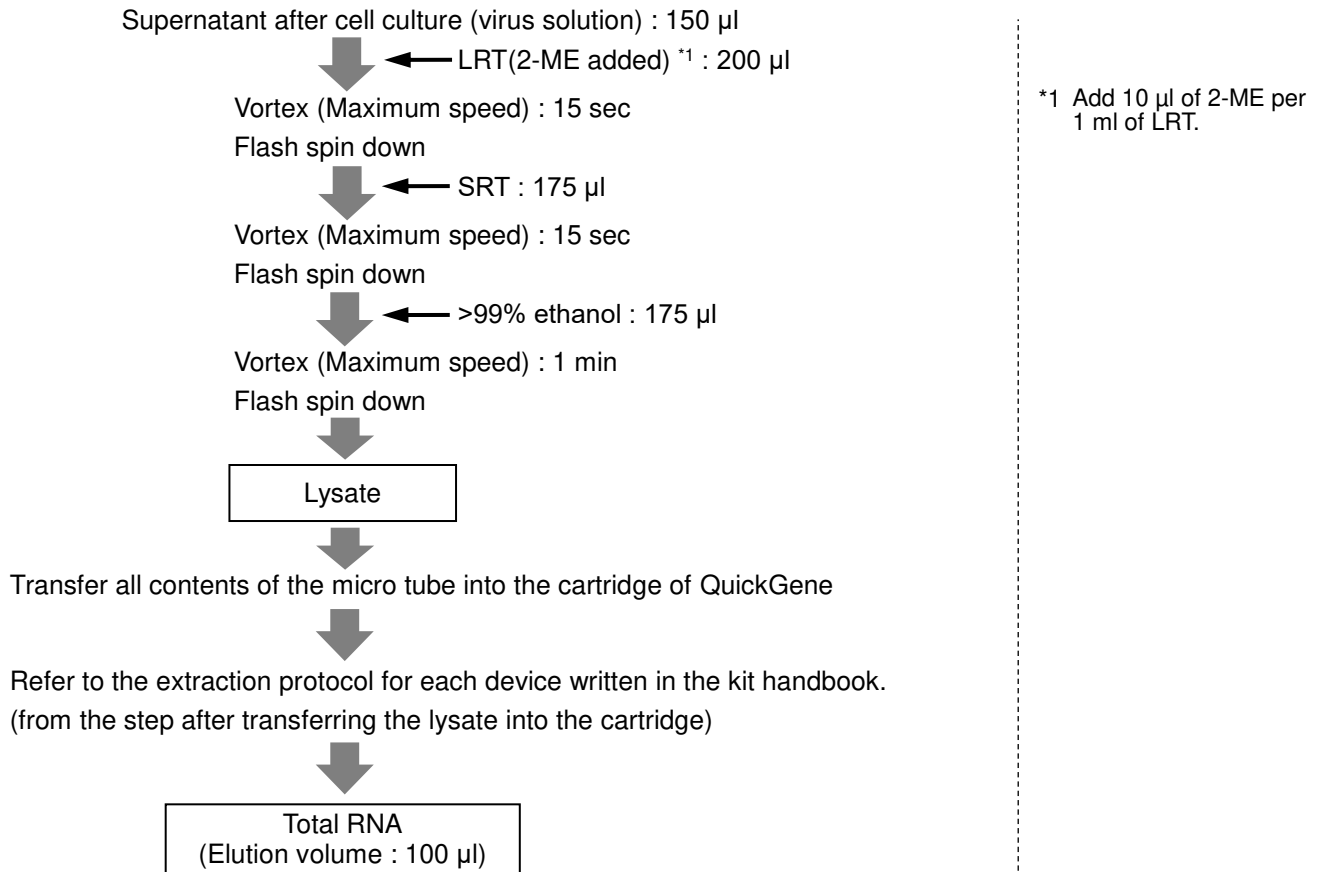 Supernatant after cell culture (virus solution) : 150 µl
LRT(2-ME added) *1 : 200 µl
Vortex (Maximum speed) : 15 sec
Flash spin down
SRT : 175 µl
Vortex (Maximum speed) : 15 sec
Flash spin down
>99% ethanol : 175 µl
Vortex (Maximum speed) : 1 min
Flash spin down
Lysate
Transfer all contents of the micro tube into the cartridge of QuickGene
Refer to the extraction protocol for each device written in the kit handbook.
(from the step after transferring the lysate into the cartridge)
Total RNA
(Elution volume : 100 µl)
*1 Add 10 µl of 2-ME per
1 ml of LRT.